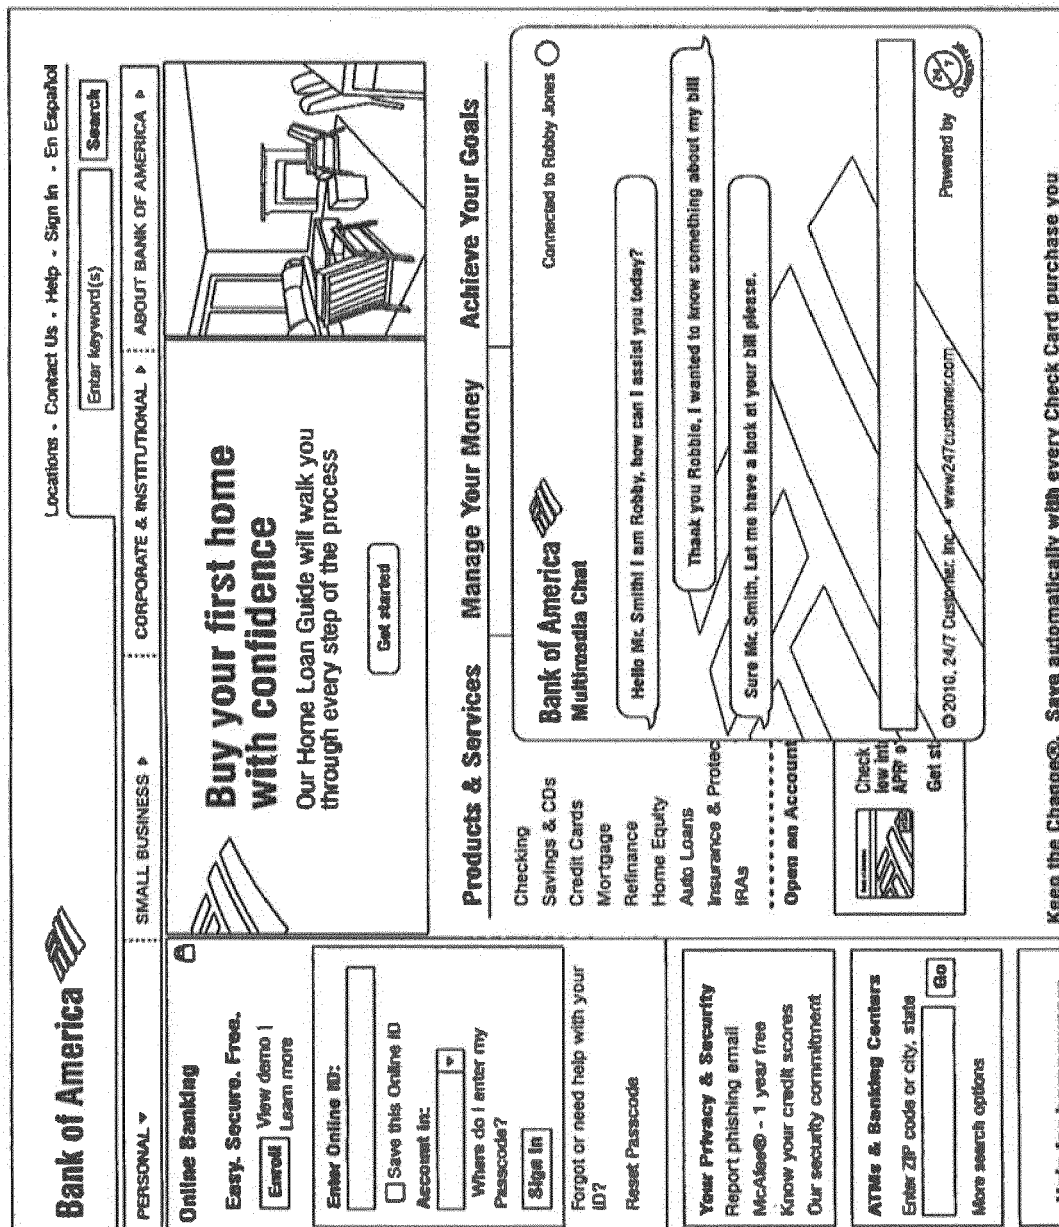 Bank of America
Locations - Contact Us - Help - Sign In - En Español
Enter keyword(s)
Search
PERSONAL
SMALL BUSINESS
CORPORATE & INSTITUTIONAL
ABOUT BANK OF AMERICA
Online Banking
Easy. Secure. Free.
Enroll
View demo |
Learn more
Enter Online ID:
Save this Online ID
Account in:
Where do I enter my
Passcode?
Sign In
Forgot or need help with your
ID?
Reset Passcode
Your Privacy & Security
Report phishing email
McAfee® - 1 year free
Know your credit scores
Our security commitment
ATMs & Banking Centers
Enter ZIP code or city, state
Go
More search options
Buy your first home
with confidence
Our Home Loan Guide will walk you
through every step of the process
Get started
Products & Services
Manage Your Money
Achieve Your Goals
Checking
Savings & CDs
Credit Cards
Mortgage
Refinance
Home Equity
Auto Loans
Insurance & Protec
IRAs
Open an Account
Check
low int
APR
Get st
Bank of America
Multimedia Chat
Connected to Robby Jones
Hello Mr. Smith! I am Robby, how can I assist you today?
Thank you Robbie, I wanted to know something about my bill
Sure Mr. Smith, Let me have a look at your bill please.
©2010, 24/7 Customer, Inc. • www247customer.com
Powered by
24/7
Keep the Change®. Save automatically with every Check Card purchase you